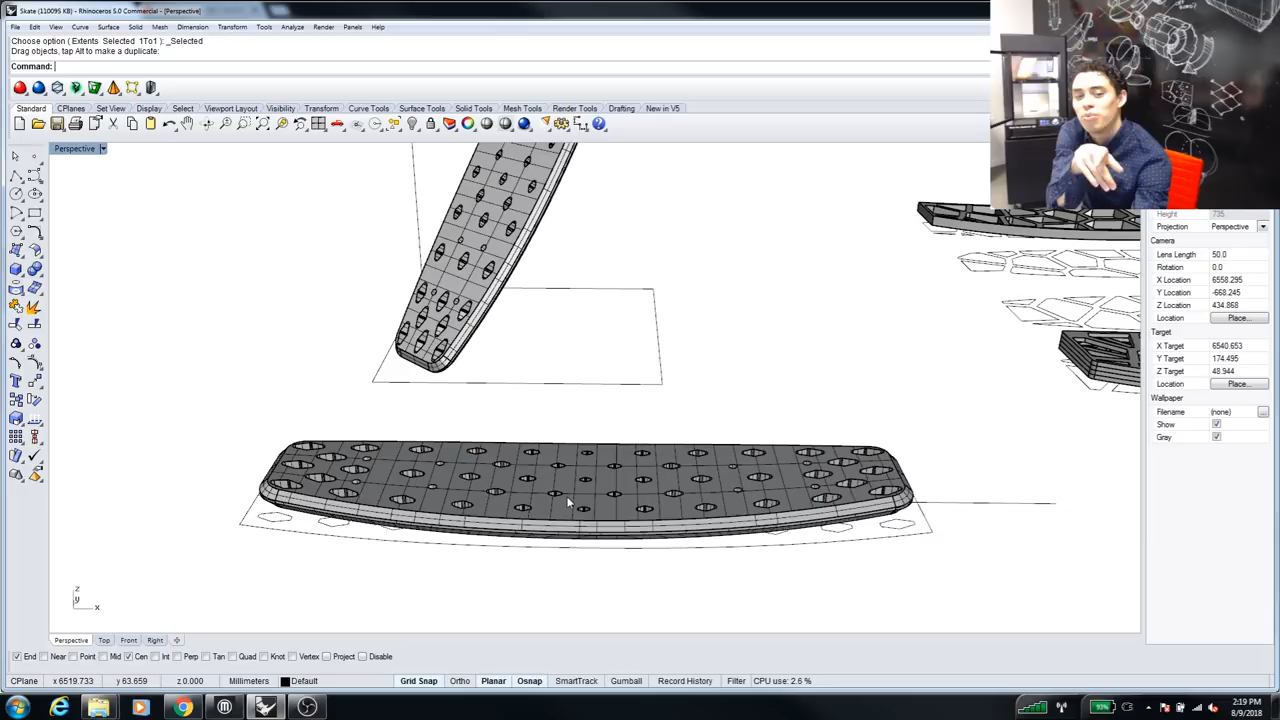 Skate (110095 KB) - Rhinoceros 5.0 Commercial - [Perspective]
File Edit View Curve Surface Solid Mesh Dimension Transform Tools Analyze Render Panels Help
Choose option ( Extents Selected 1To1 ): _Selected
Drag objects, tap Alt to make a duplicate:
Command:
Standard CPlanes Set View Display Select Viewport Layout Visibility Transform Curve Tools Surface Tools Solid Tools Mesh Tools Render Tools Drafting New in V5
Perspective
Height 735.
Projection Perspective
Camera
Lens Length 50.0
Rotation 0.0
X Location 6558.295
Y Location -668.245
Z Location 434.868
Location Place...
Target
X Target 6540.653
Y Target 174.495
Z Target 48.944
Location Place...
Wallpaper
Filename (none) ...
Show
Gray
z
y
x
Perspective Top Front Right
End Near Point Mid Cen Int Perp Tan Quad Knot Vertex Project Disable
CPlane x 6519.733 y 63.659 z 0.000 Millimeters Default Grid Snap Ortho Planar Osnap SmartTrack Gumball Record History Filter CPU use: 2.6 %
93%
2:19 PM
8/9/2018